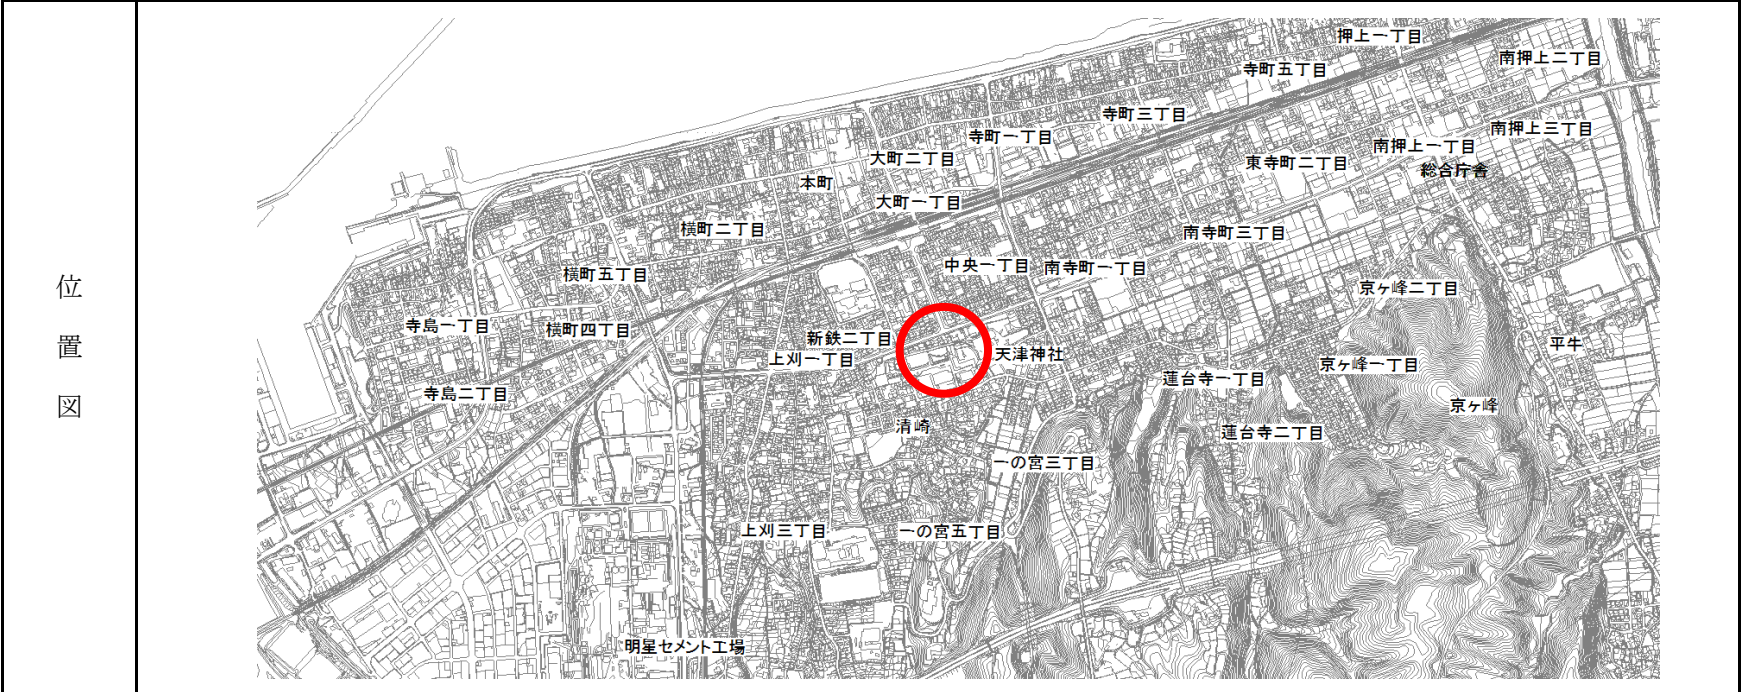 位置図
押上一丁目
南押上二丁目
寺町五丁目
寺町三丁目
南押上三丁目
寺町一丁目
南押上一丁目
大町二丁目
東寺町二丁目
総合庁舎
本町
大町一丁目
横町二丁目
南寺町三丁目
中央一丁目
南寺町一丁目
横町五丁目
京ヶ峰二丁目
寺島一丁目
横町四丁目
新鉄二丁目
平牛
上刈一丁目
天津神社
京ヶ峰一丁目
蓮台寺一丁目
寺島二丁目
京ヶ峰
清崎
蓮台寺二丁目
一の宮三丁目
上刈三丁目
一の宮五丁目
明星セメント工場